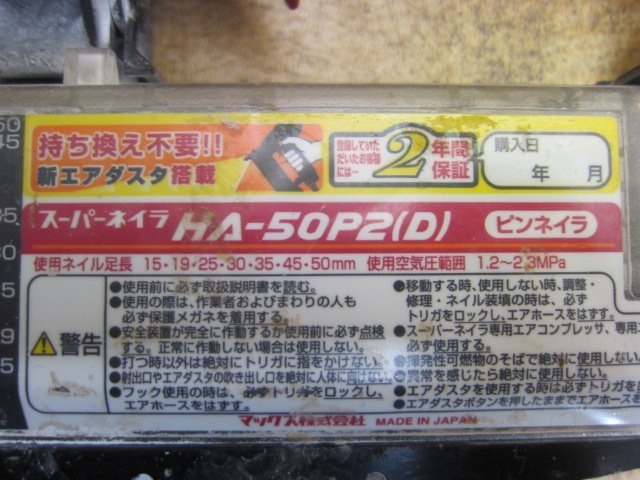 持ち換え不要!!
新エアダスタ搭載
登録していた
だいたお客様
には…
2年間
保証
購入日
年 月
スーパーネイラ HA-50P2(D) ピンネイラ
使用ネイル足長 15・19・25・30・35・45・50mm 使用空気圧範囲 1.2〜2.3MPa
警告
●使用前に必ず取扱説明書を読む。
●使用の際は、作業者およびまわりの人も
必ず保護メガネを着用する。
●安全装置が完全に作動するか使用前に必ず点検
する。正常に作動しない場合は使用しない。
●打つ時以外は絶対にトリガに指をかけない。
●射出口やエアダスタの吹き出し口を絶対に人体に向けない。
●フック使用の時は、必ずトリガをロックし、
エアホースをはずす。
●移動する時、使用しない時、調整・
修理・ネイル装填の時は、必ず
トリガをロックし、エアホースをはず
●スーパーネイラ専用エアコンプレッサ、専用エ
必ず使用する。
●揮発性可燃物のそばで絶対に使用し
●異常を感じたら絶対に使用しない。
●エアダスタを使用する時は必ずトリガを
●エアダスタボタンを押したままでエアホース
マックス株式会社 MADE IN JAPAN
50
45
35
30
25
19
15